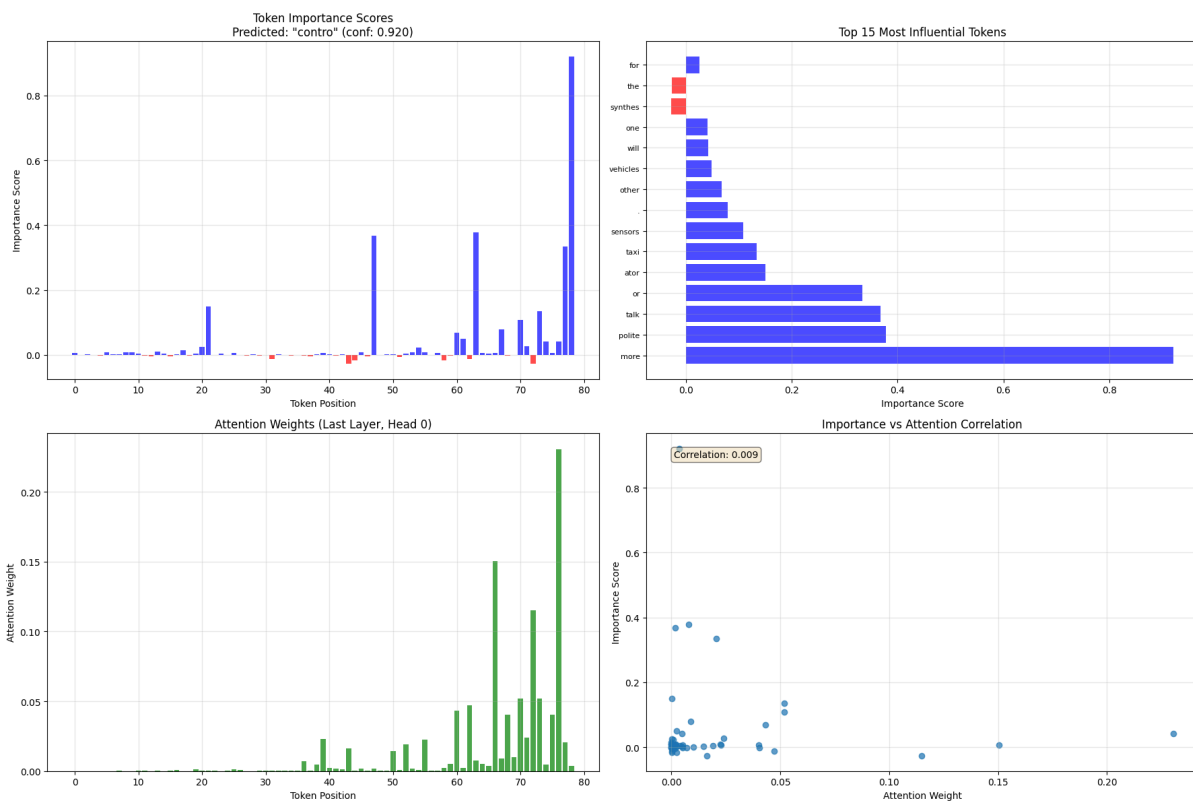 Token Importance Scores
Predicted: "contro" (conf: 0.920)
Importance Score
0.8
0.6
0.4
0.2
0.0
0 10 20 30 40 50 60 70 80
Token Position
Top 15 Most Influential Tokens
for
the
synthes
one
will
vehicles
other
.
sensors
taxi
ator
or
talk
polite
more
0.0 0.2 0.4 0.6 0.8
Importance Score
Attention Weights (Last Layer, Head 0)
Attention Weight
0.20
0.15
0.10
0.05
0.00
0 10 20 30 40 50 60 70 80
Token Position
Importance vs Attention Correlation
Correlation: 0.009
Importance Score
0.8
0.6
0.4
0.2
0.0
0.00 0.05 0.10 0.15 0.20
Attention Weight